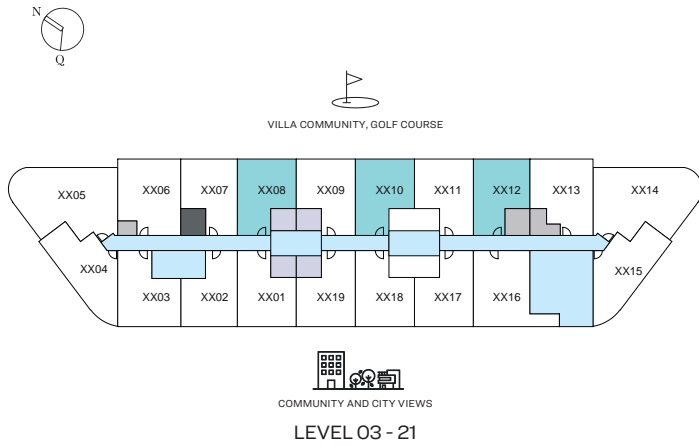 N
Q
VILLA COMMUNITY, GOLF COURSE
XX05 XX06 XX07 XX08 XX09 XX10 XX11 XX12 XX13 XX14
XX04 XX03 XX02 XX01 XX19 XX18 XX17 XX16 XX15
COMMUNITY AND CITY VIEWS
LEVEL 03 - 21